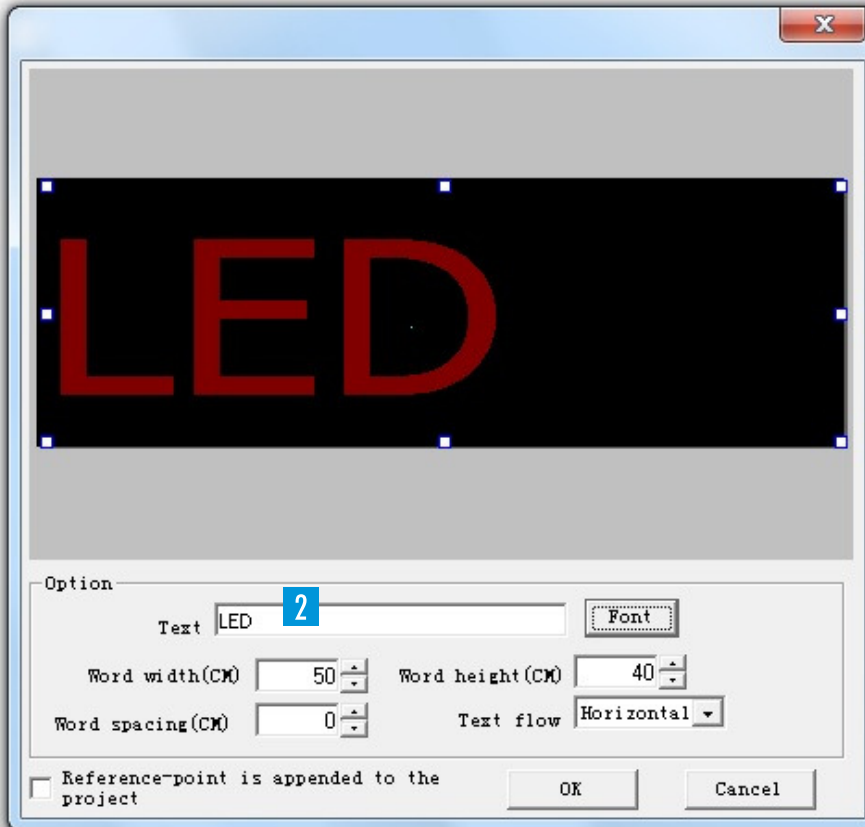 X
LED
Option
Text LED 2 Font
Word width(CM) 50 Word height(CM) 40
Word spacing(CM) 0 Text flow Horizontal
Reference-point is appended to the
project
OK Cancel